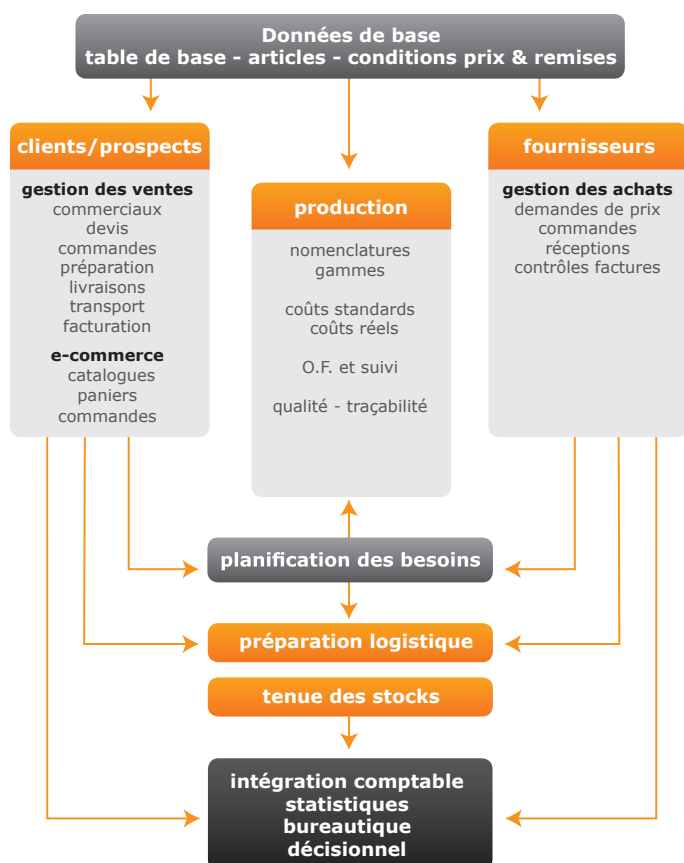 Données de base
table de base - articles - conditions prix & remises
clients/prospects
gestion des ventes
commerciaux
devis
commandes
préparation
livraisons
transport
facturation
e-commerce
catalogues
paniers
commandes
production
nomenclatures
gammes
coûts standards
coûts réels
O.F. et suivi
qualité - traçabilité
fournisseurs
gestion des achats
demandes de prix
commandes
réceptions
contrôles factures
planification des besoins
préparation logistique
tenue des stocks
intégration comptable
statistiques
bureautique
décisionnel